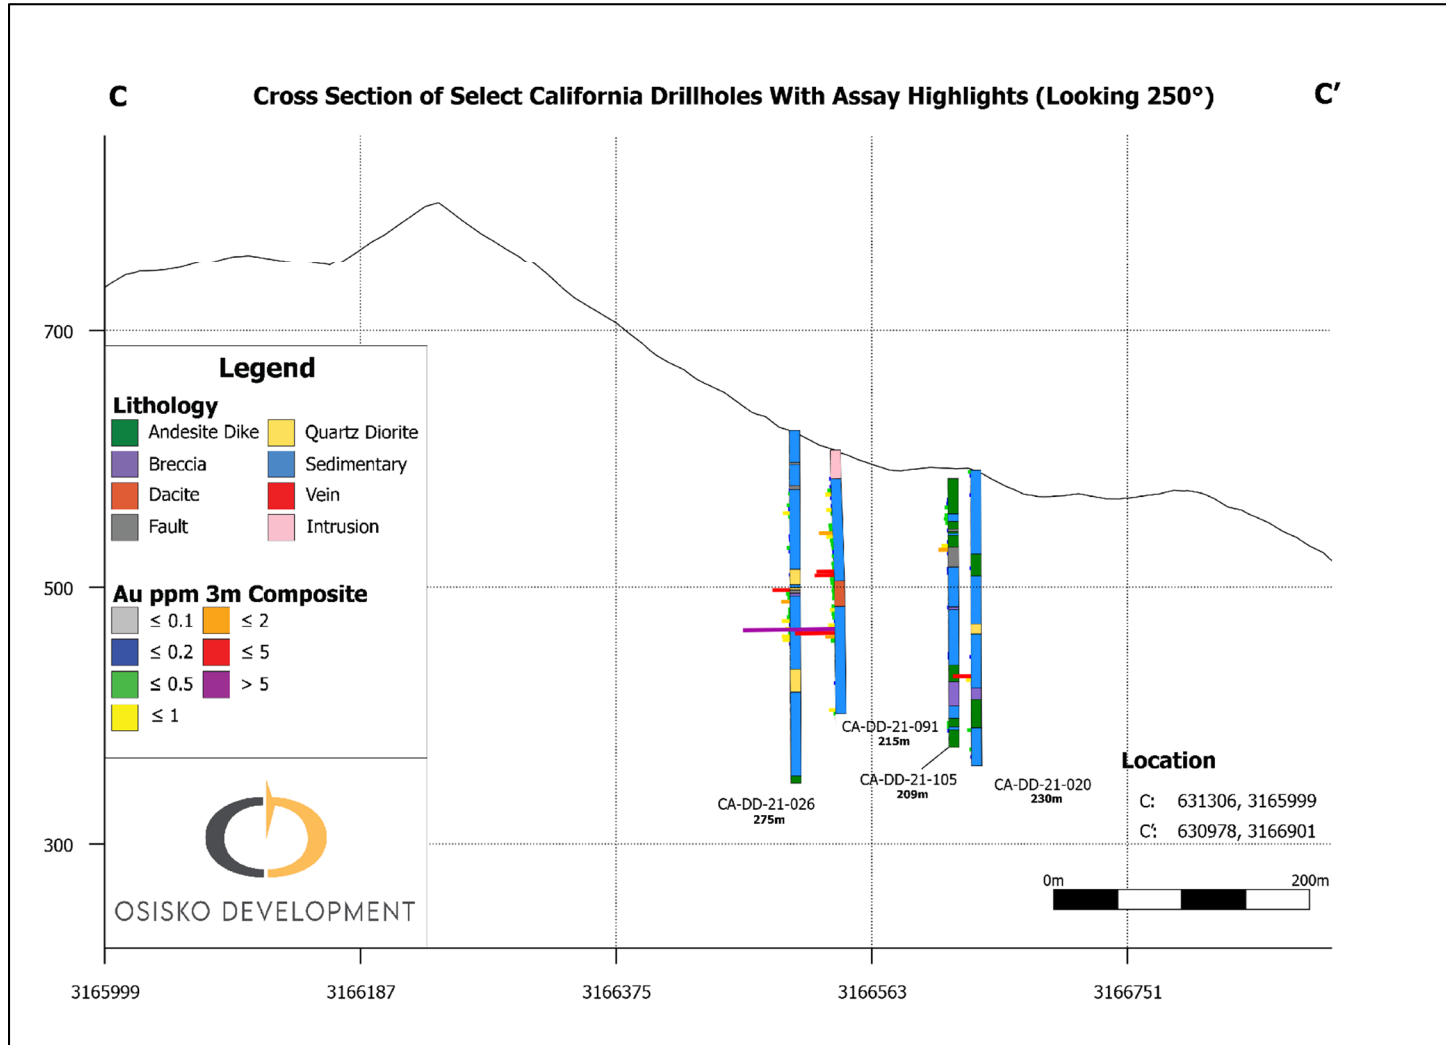 C
Cross Section of Select California Drillholes With Assay Highlights (Looking 250°)
C'
700
500
300
Legend
Lithology
Andesite Dike
Quartz Diorite
Breccia
Sedimentary
Dacite
Vein
Fault
Intrusion
Au ppm 3m Composite
≤ 0.1
≤ 2
≤ 0.2
≤ 5
≤ 0.5
> 5
≤ 1
OSISKO DEVELOPMENT
CA-DD-21-026
275m
CA-DD-21-091
215m
CA-DD-21-105
209m
CA-DD-21-020
230m
Location
C: 631306, 3165999
C': 630978, 3166901
0m
200m
3165999
3166187
3166375
3166563
3166751